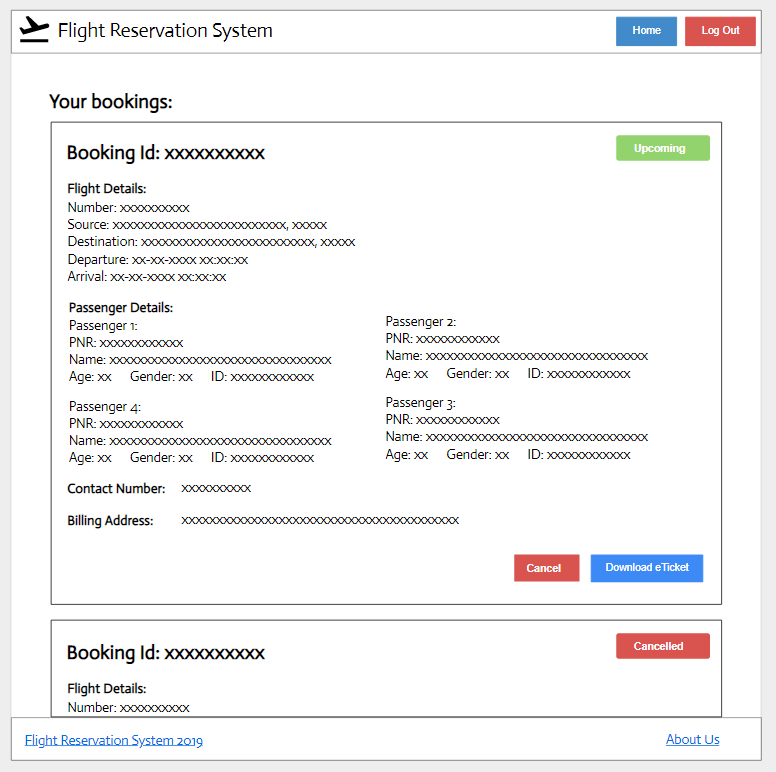 Flight Reservation System
Home
Log Out
Your bookings:
Booking Id: xxxxxxxxxx
Upcoming
Flight Details:
Number: xxxxxxxxxx
Source: xxxxxxxxxxxxxxxxxxxxxxxxx, xxxxx
Destination: xxxxxxxxxxxxxxxxxxxxxxxxx, xxxxx
Departure: xx-xx-xxxx xx:xx:xx
Arrival: xx-xx-xxxx xx:xx:xx
Passenger Details:
Passenger 1:
PNR: xxxxxxxxxxxx
Name: xxxxxxxxxxxxxxxxxxxxxxxxxxxxxxxx
Age: xx Gender: xx ID: xxxxxxxxxxxx
Passenger 2:
PNR: xxxxxxxxxxxx
Name: xxxxxxxxxxxxxxxxxxxxxxxxxxxxxxxx
Age: xx Gender: xx ID: xxxxxxxxxxxx
Passenger 4:
PNR: xxxxxxxxxxxx
Name: xxxxxxxxxxxxxxxxxxxxxxxxxxxxxxxx
Age: xx Gender: xx ID: xxxxxxxxxxxx
Passenger 3:
PNR: xxxxxxxxxxxx
Name: xxxxxxxxxxxxxxxxxxxxxxxxxxxxxxxx
Age: xx Gender: xx ID: xxxxxxxxxxxx
Contact Number: xxxxxxxxxx
Billing Address: xxxxxxxxxxxxxxxxxxxxxxxxxxxxxxxxxxxxxxxx
Cancel
Download eTicket
Booking Id: xxxxxxxxxx
Cancelled
Flight Details:
Number: xxxxxxxxxx
Flight Reservation System 2019
About Us